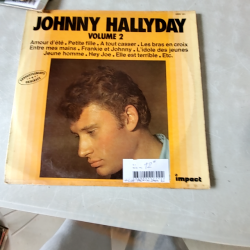 JOHNNY HALLYDAY
VOLUME 2
Amour d'été . Petite fille . A tout casser . Les bras en croix
Entre mes mains . Frankie et Johnny . L'idole des jeunes
Jeune homme . Hey Joe . Elle est terrible . Etc.
impact